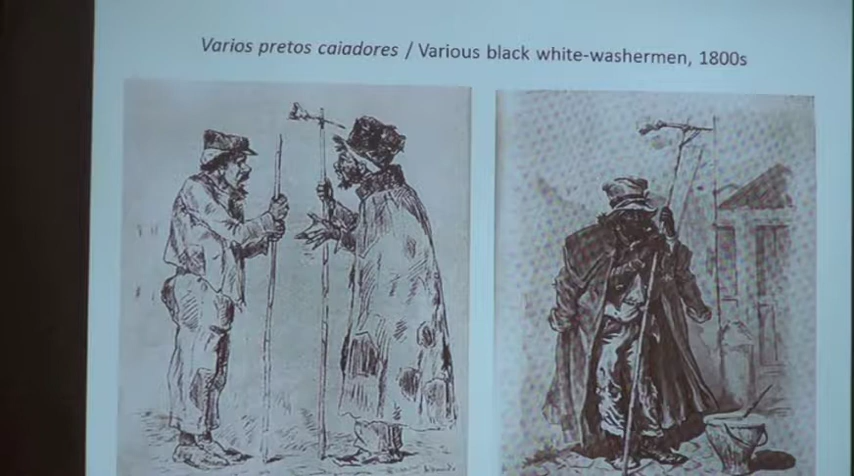 Varios pretos caiadores / Various black white-washermen, 1800s